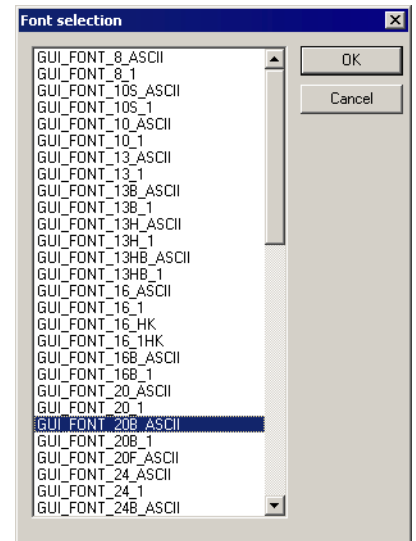 Font selection
GUI_FONT_8_ASCII
GUI_FONT_8_1
GUI_FONT_10S_ASCII
GUI_FONT_10S_1
GUI_FONT_10_ASCII
GUI_FONT_10_1
GUI_FONT_13_ASCII
GUI_FONT_13_1
GUI_FONT_13B_ASCII
GUI_FONT_13B_1
GUI_FONT_13H_ASCII
GUI_FONT_13H_1
GUI_FONT_13HB_ASCII
GUI_FONT_13HB_1
GUI_FONT_16_ASCII
GUI_FONT_16_1
GUI_FONT_16_HK
GUI_FONT_16_1HK
GUI_FONT_16B_ASCII
GUI_FONT_16B_1
GUI_FONT_20_ASCII
GUI_FONT_20_1
GUI_FONT_20B_ASCII
GUI_FONT_20B_1
GUI_FONT_20F_ASCII
GUI_FONT_24_ASCII
GUI_FONT_24_1
GUI_FONT_24B_ASCII
OK
Cancel